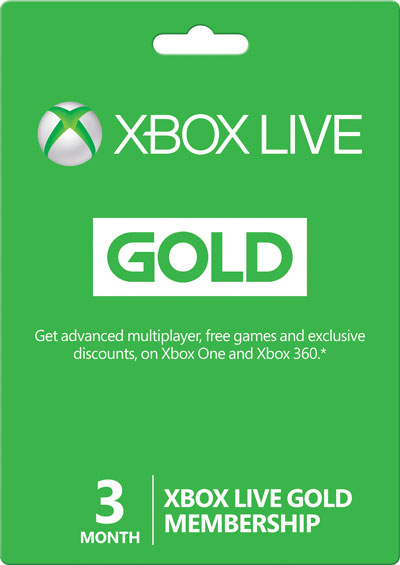 XBOX LIVE
GOLD
Get advanced multiplayer, free games and exclusive
discounts, on Xbox One and Xbox 360.*
3
MONTH
XBOX LIVE GOLD
MEMBERSHIP